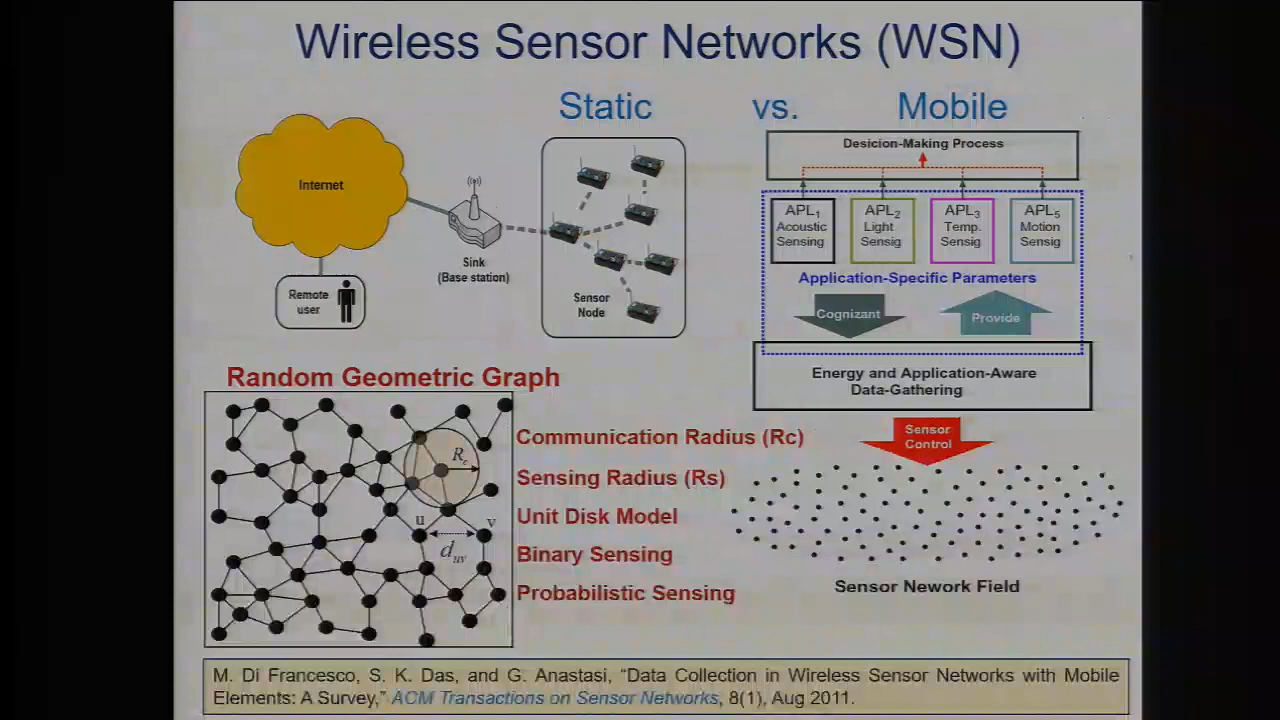 Wireless Sensor Networks (WSN)
Static vs. Mobile
Internet
Remote
user
Sink
(Base station)
Sensor
Node
Desicion-Making Process
APL1
Acoustic
Sensing
APL2
Light
Sensig
APL3
Temp.
Sensig
APL5
Motion
Sensig
Application-Specific Parameters
Cognizant
Provide
Energy and Application-Aware
Data-Gathering
Sensor
Control
Sensor Nework Field
Random Geometric Graph
Rc
u
v
duv
Communication Radius (Rc)
Sensing Radius (Rs)
Unit Disk Model
Binary Sensing
Probabilistic Sensing
M. Di Francesco, S. K. Das, and G. Anastasi, “Data Collection in Wireless Sensor Networks with Mobile
Elements: A Survey,” ACM Transactions on Sensor Networks, 8(1), Aug 2011.